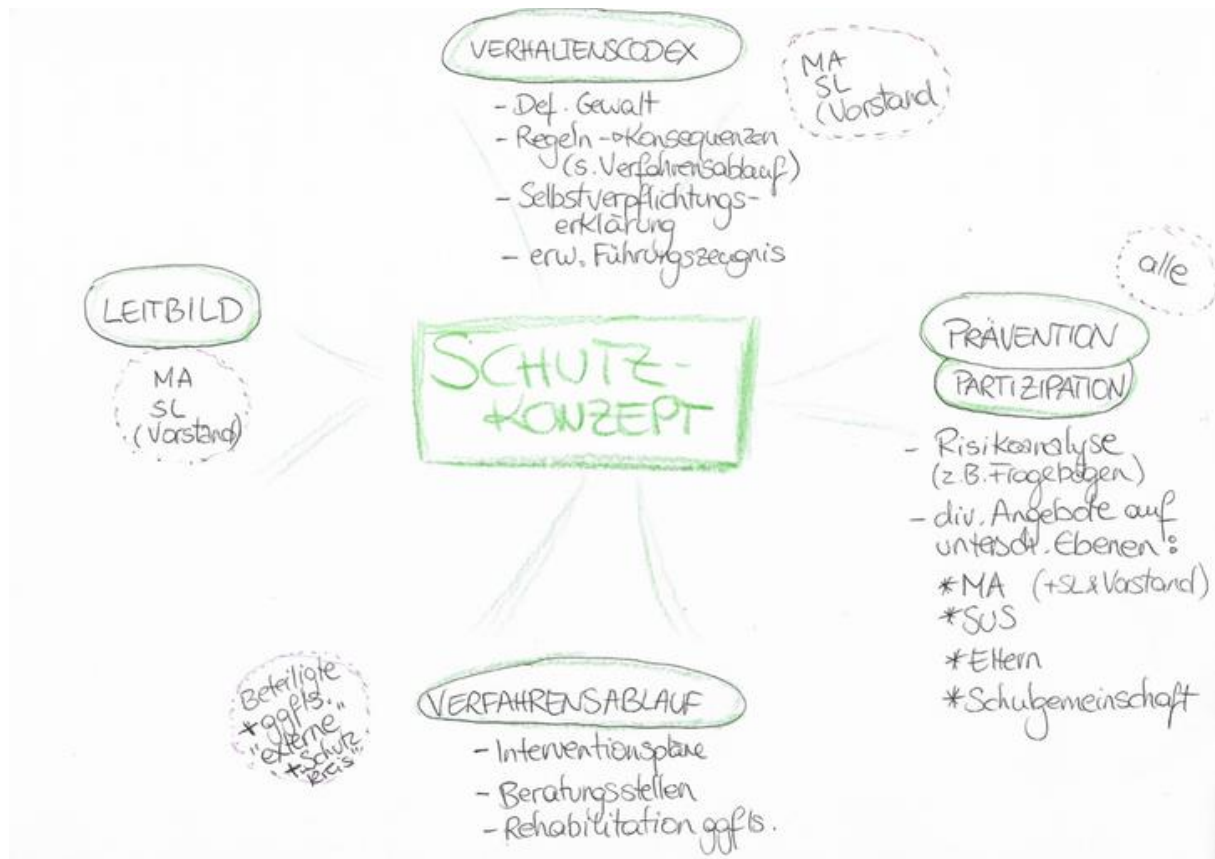 VERHALTENSCODEX
- Def. Gewalt
- Regeln -> Konsequenzen
(s. Verfahrensablauf)
- Selbstverpflichtungs-
erklärung
- erw. Führungszeugnis
MA
SL
(Vorstand
LEITBILD
MA
SL
(Vorstand)
SCHUTZ-
KONZEPT
alle
PRÄVENTION
PARTIZIPATION
- Risikoanalyse
(z.B. Fragebögen)
- div. Angebote auf
untersch. Ebenen:
*MA (+SL & Vorstand)
*SUS
*Eltern
*Schulgemeinschaft
Beteiligte
+ ggfls.
"externe"
+ Schutz
kreis
VERFAHRENSABLAUF
- Interventionspläne
- Beratungsstellen
- Rehabilitation ggfls.